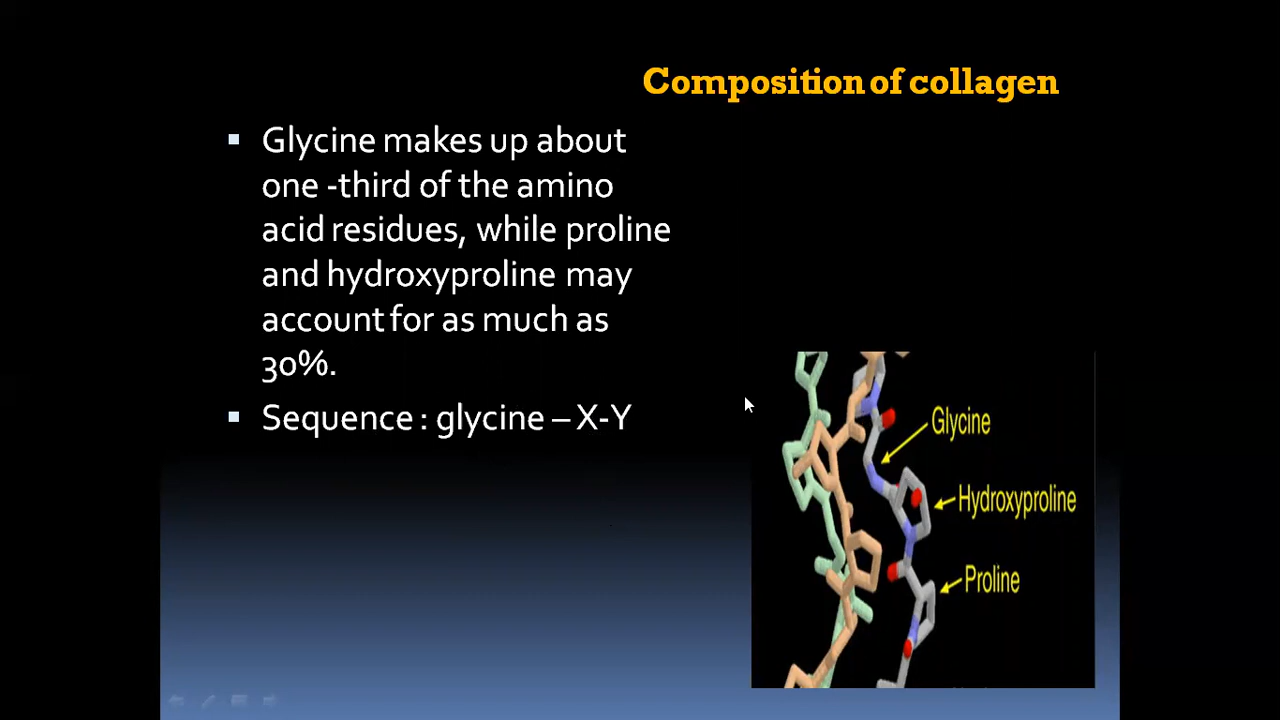 Composition of collagen
▪ Glycine makes up about
one -third of the amino
acid residues, while proline
and hydroxyproline may
account for as much as
30%.
▪ Sequence : glycine – X-Y
Glycine
Hydroxyproline
Proline